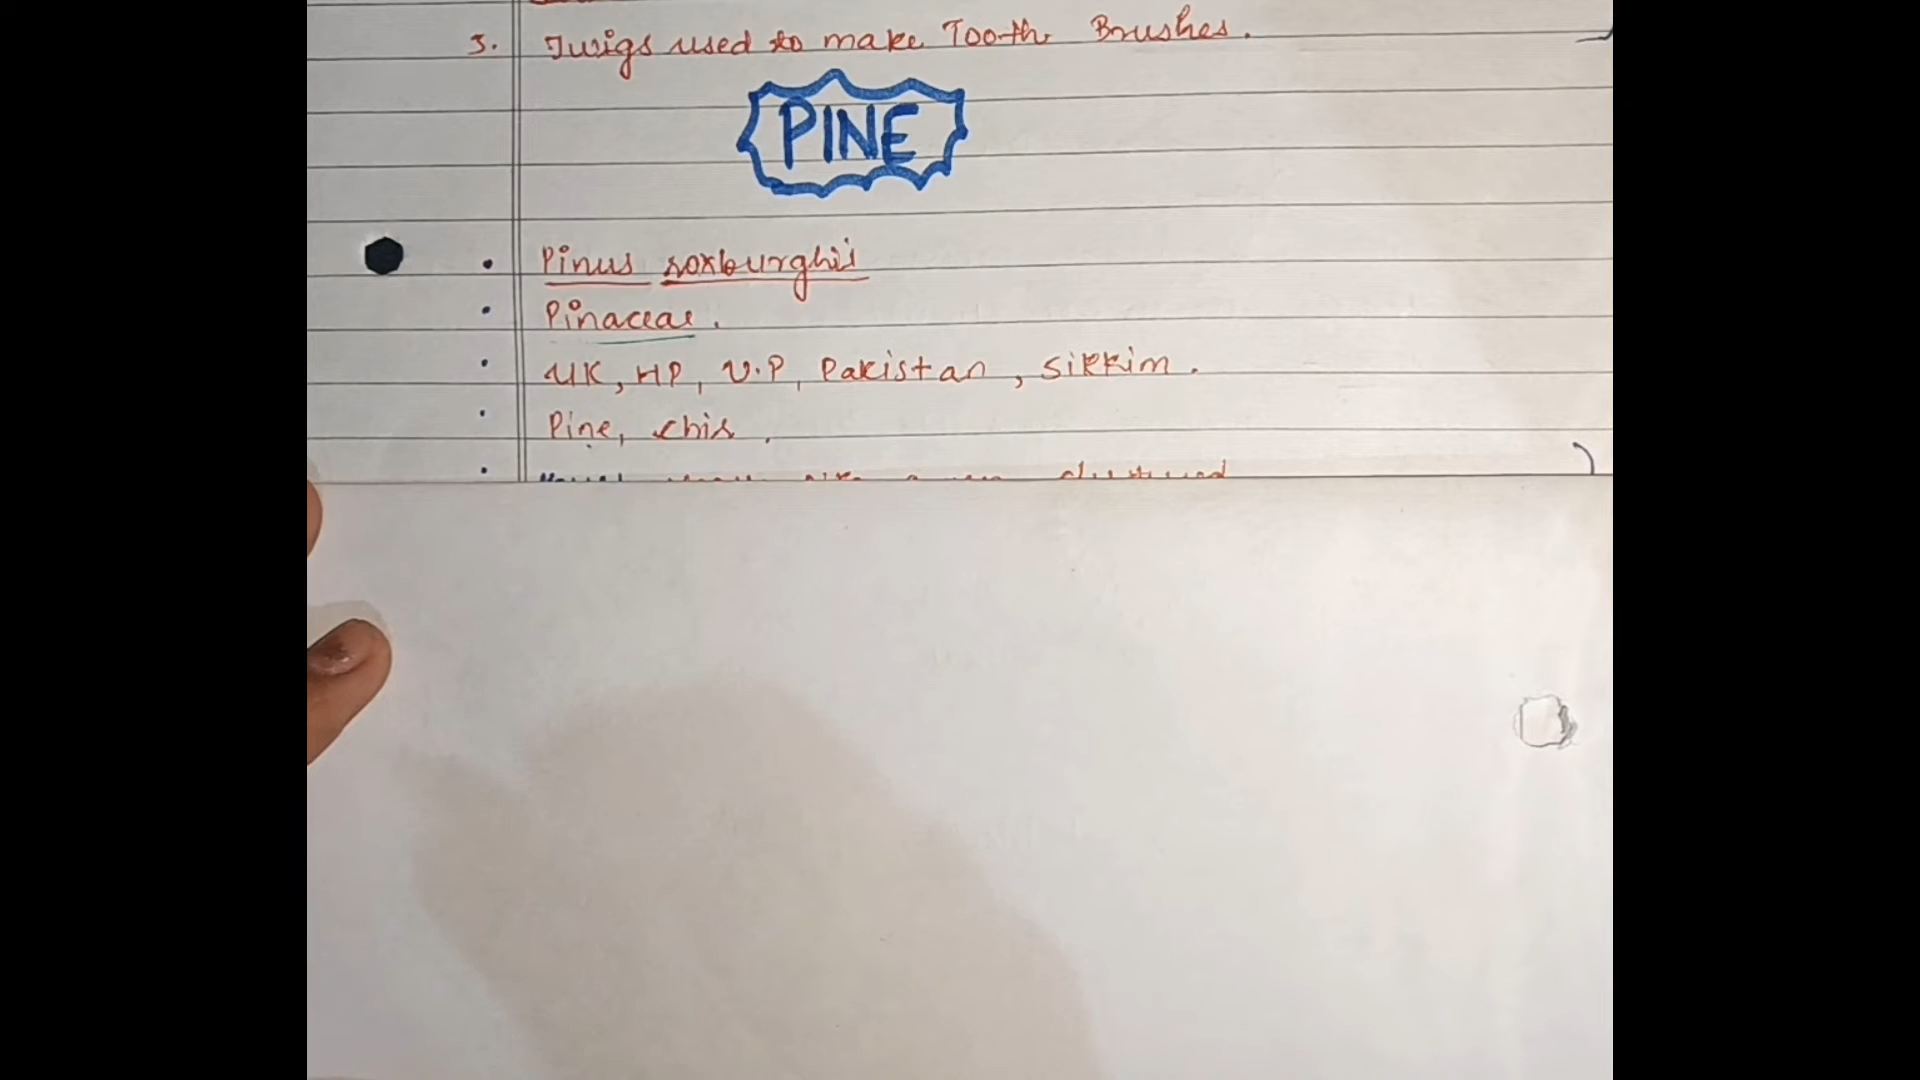 3. Twigs used to make Tooth Brushes.
PINE
• Pinus roxburghii
• Pinaceae.
• UK, HP, U.P, Pakistan, Sikkim.
• Pine, chir.